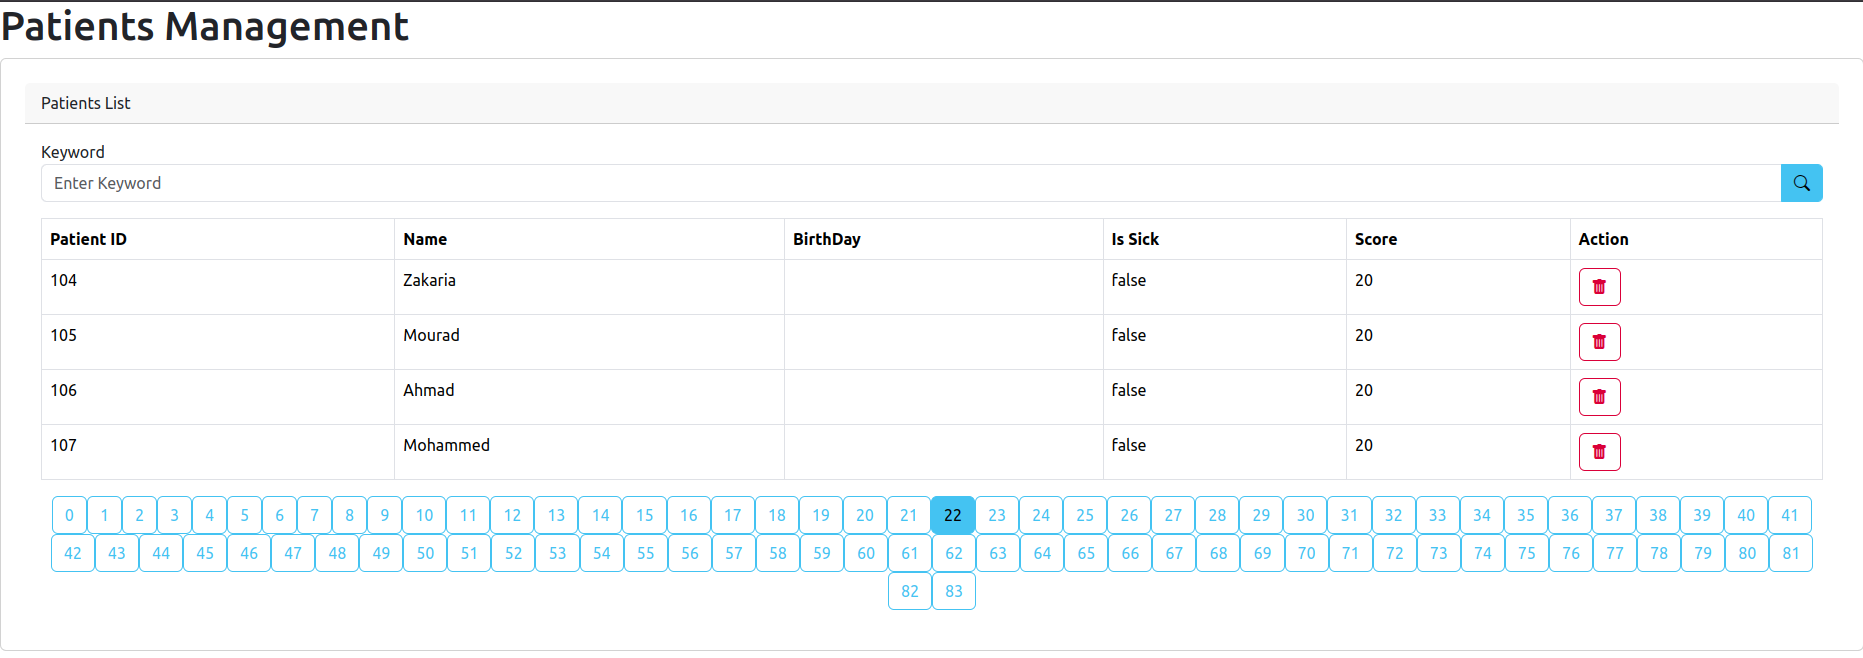 Patients Management
Patients List
Keyword
Enter Keyword
Patient ID Name BirthDay Is Sick Score Action
104 Zakaria false 20
105 Mourad false 20
106 Ahmad false 20
107 Mohammed false 20
0 1 2 3 4 5 6 7 8 9 10 11 12 13 14 15 16 17 18 19 20 21 22 23 24 25 26 27 28 29 30 31 32 33 34 35 36 37 38 39 40 41
42 43 44 45 46 47 48 49 50 51 52 53 54 55 56 57 58 59 60 61 62 63 64 65 66 67 68 69 70 71 72 73 74 75 76 77 78 79 80 81
82 83